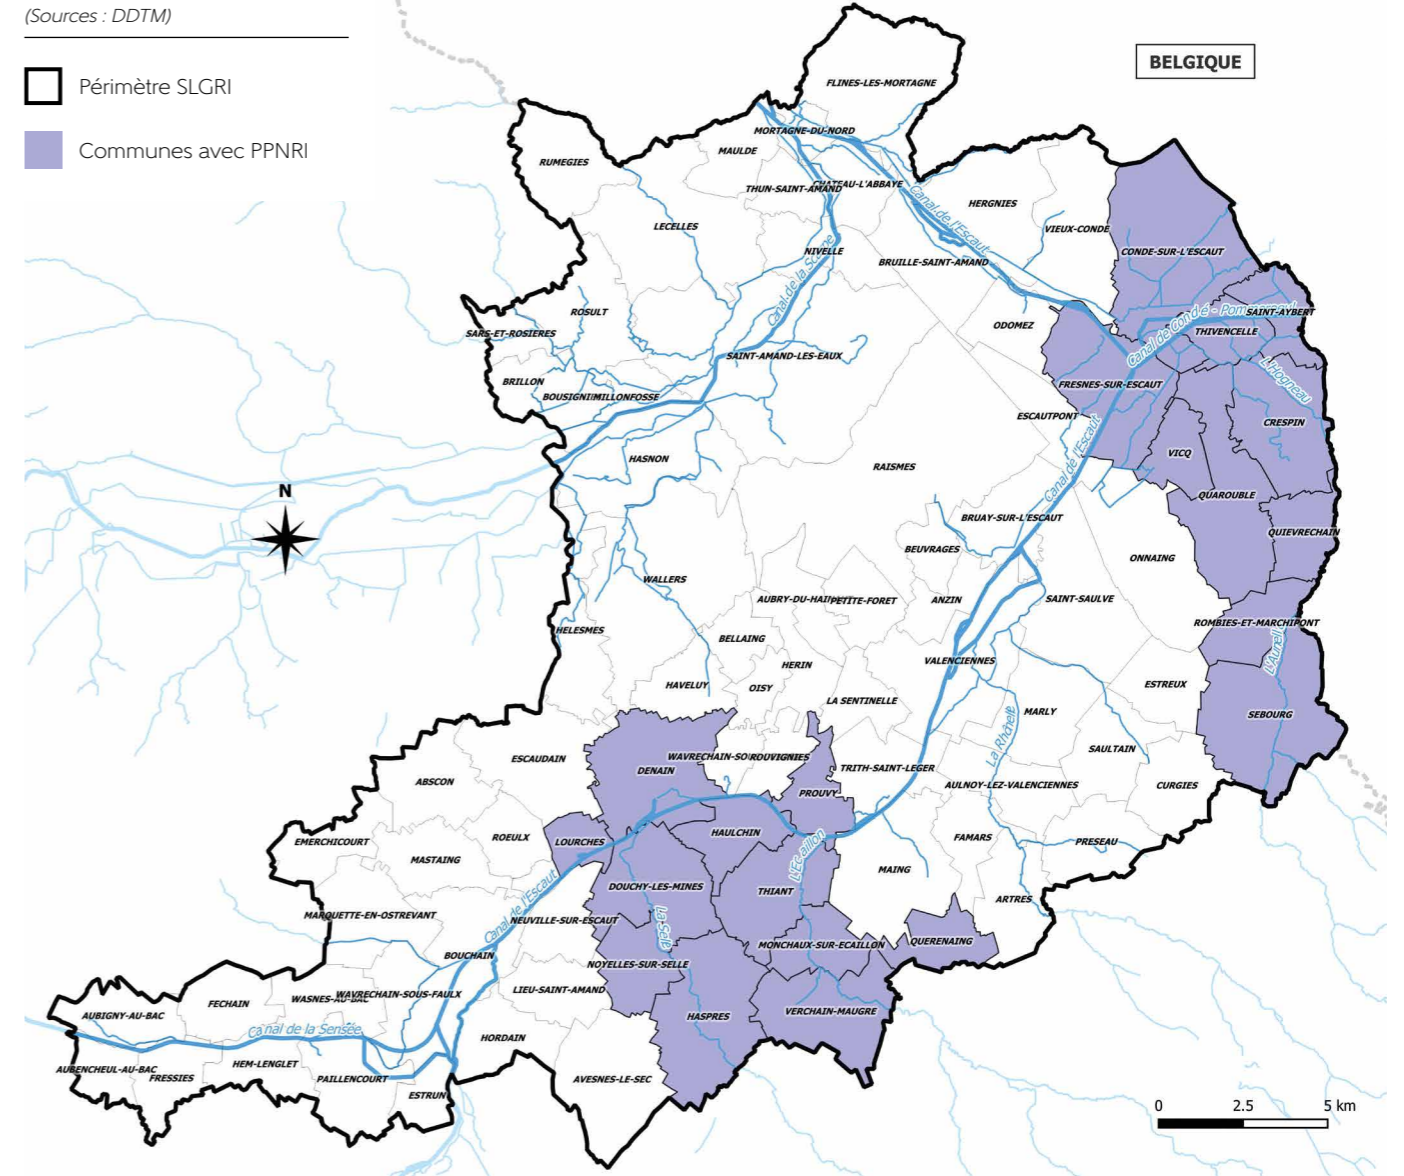 (Sources : DDTM)
Périmètre SLGRI
Communes avec PPNRI
BELGIQUE
FLINES-LES-MORTAGNE
MORTAGNE-DU-NORD
MAULDE
RUMEGIES
THUN-SAINT-AMAND
CHATEAU-L'ABBAYE
HERGNIES
LECELLES
VIEUX-CONDE
Canal de l'Escaut
NIVELLE
BRUILLE-SAINT-AMAND
CONDE-SUR-L'ESCAUT
Canal de la Scarpe
ROSULT
SARS-ET-ROSIERES
ODOMEZ
SAINT-AYBERT
THIVENCELLE
Canal de Condé - Pommeroeul
SAINT-AMAND-LES-EAUX
BRILLON
BOUSIGNI
MILLONFOSSE
FRESNES-SUR-ESCAUT
L'Hogneau
ESCAUTPONT
CRESPIN
HASNON
RAISMES
VICQ
Canal de l'Escaut
QUAROUBLE
N
BRUAY-SUR-L'ESCAUT
QUIEVRECHAIN
BEUVRAGES
ONNAING
WALLERS
AUBRY-DU-HAIN
PETITE-FORET
ANZIN
SAINT-SAULVE
HELESMES
BELLAING
ROMBIES-ET-MARCHIPONT
L'Aunelle
HERIN
VALENCIENNES
HAVELUY
OISY
ESTREUX
LA SENTINELLE
MARLY
SEBOURG
La Rhônelle
ESCAUDAIN
WAVRECHAIN-SO
ROUVIGNIES
SAULTAIN
DENAIN
TRITH-SAINT-LEGER
ABSCON
PROUVY
AULNOY-LEZ-VALENCIENNES
CURGIES
EMERCHICOURT
ROEULX
LOURCHES
HAULCHIN
FAMARS
PRESEAU
MASTAING
L'Ecaillon
MAING
DOUCHY-LES-MINES
THIANT
ARTRES
Canal de l'Escaut
MARQUETTE-EN-OSTREVANT
NEUVILLE-SUR-ESCAUT
La Selle
MONCHAUX-SUR-ECAILLON
QUERENAING
BOUCHAIN
NOYELLES-SUR-SELLE
LIEU-SAINT-AMAND
WASNES-AU-BAC
WAVRECHAIN-SOUS-FAULX
FECHAIN
AUBIGNY-AU-BAC
HASPRES
VERCHAIN-MAUGRE
Canal de la Sensée
HORDAIN
HEM-LENGLET
AUBENCHEUL-AU-BAC
FRESSIES
PAILLENCOURT
ESTRUN
AVESNES-LE-SEC
0 2.5 5 km